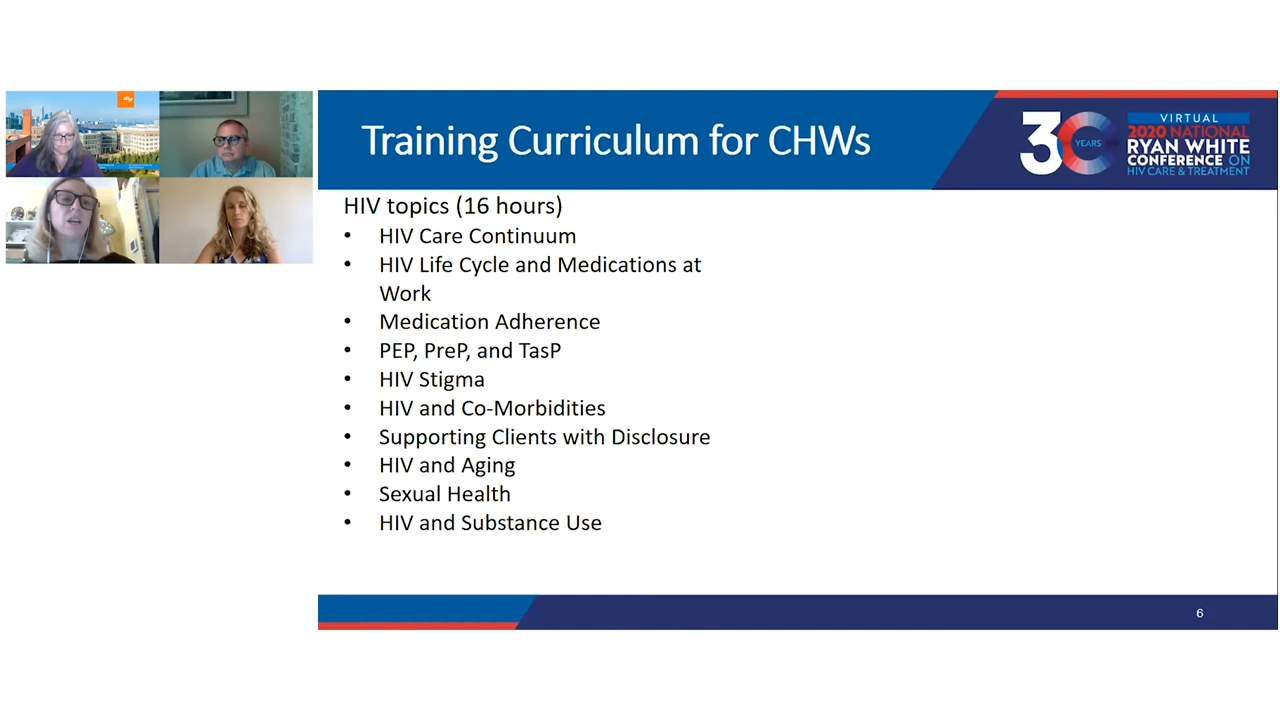 Training Curriculum for CHWs
30
YEARS
VIRTUAL
2020 NATIONAL
RYAN WHITE
CONFERENCE ON
HIV CARE & TREATMENT
HIV topics (16 hours)
• HIV Care Continuum
• HIV Life Cycle and Medications at
Work
• Medication Adherence
• PEP, PreP, and TasP
• HIV Stigma
• HIV and Co-Morbidities
• Supporting Clients with Disclosure
• HIV and Aging
• Sexual Health
• HIV and Substance Use
6